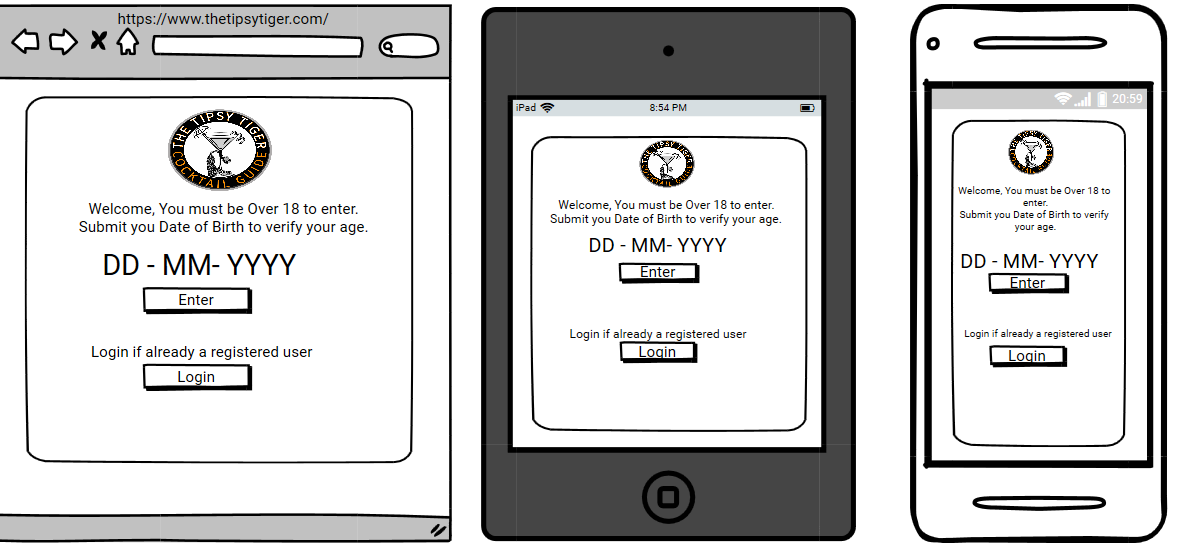 https://www.thetipsytiger.com/
THE TIPSY TIGER
COCKTAIL GUIDE
Welcome, You must be Over 18 to enter.
Submit you Date of Birth to verify your age.
DD - MM- YYYY
Enter
Login if already a registered user
Login
iPad
8:54 PM
THE TIPSY TIGER
COCKTAIL GUIDE
Welcome, You must be Over 18 to enter.
Submit you Date of Birth to verify your age.
DD - MM- YYYY
Enter
Login if already a registered user
Login
20:59
THE TIPSY TIGER
COCKTAIL GUIDE
Welcome, You must be Over 18 to
enter.
Submit you Date of Birth to verify
your age.
DD - MM- YYYY
Enter
Login if already a registered user
Login